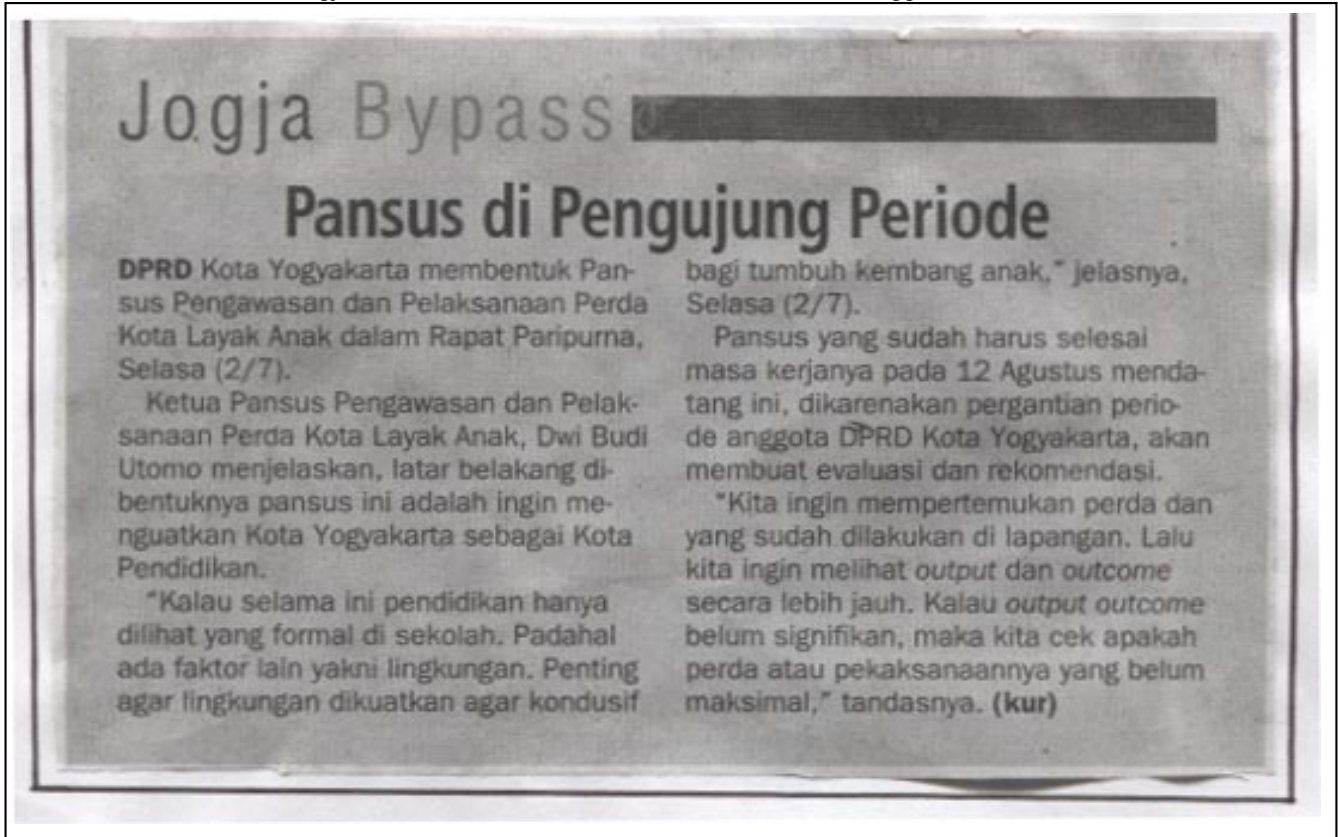 Jogja Bypass
Pansus di Pengujung Periode
DPRD Kota Yogyakarta membentuk Pan-
sus Pengawasan dan Pelaksanaan Perda
Kota Layak Anak dalam Rapat Paripurna,
Selasa (2/7).
Ketua Pansus Pengawasan dan Pelak-
sanaan Perda Kota Layak Anak, Dwi Budi
Utomo menjelaskan, latar belakang di-
bentuknya pansus ini adalah ingin me-
nguatkan Kota Yogyakarta sebagai Kota
Pendidikan.
"Kalau selama ini pendidikan hanya
dilihat yang formal di sekolah. Padahal
ada faktor lain yakni lingkungan. Penting
agar lingkungan dikuatkan agar kondusif
bagi tumbuh kembang anak," jelasnya,
Selasa (2/7).
Pansus yang sudah harus selesai
masa kerjanya pada 12 Agustus menda-
tang ini, dikarenakan pergantian perio-
de anggota DPRD Kota Yogyakarta, akan
membuat evaluasi dan rekomendasi.
"Kita ingin mempertemukan perda dan
yang sudah dilakukan di lapangan. Lalu
kita ingin melihat output dan outcome
secara lebih jauh. Kalau output outcome
belum signifikan, maka kita cek apakah
perda atau pekaksanaannya yang belum
maksimal," tandasnya. (kur)